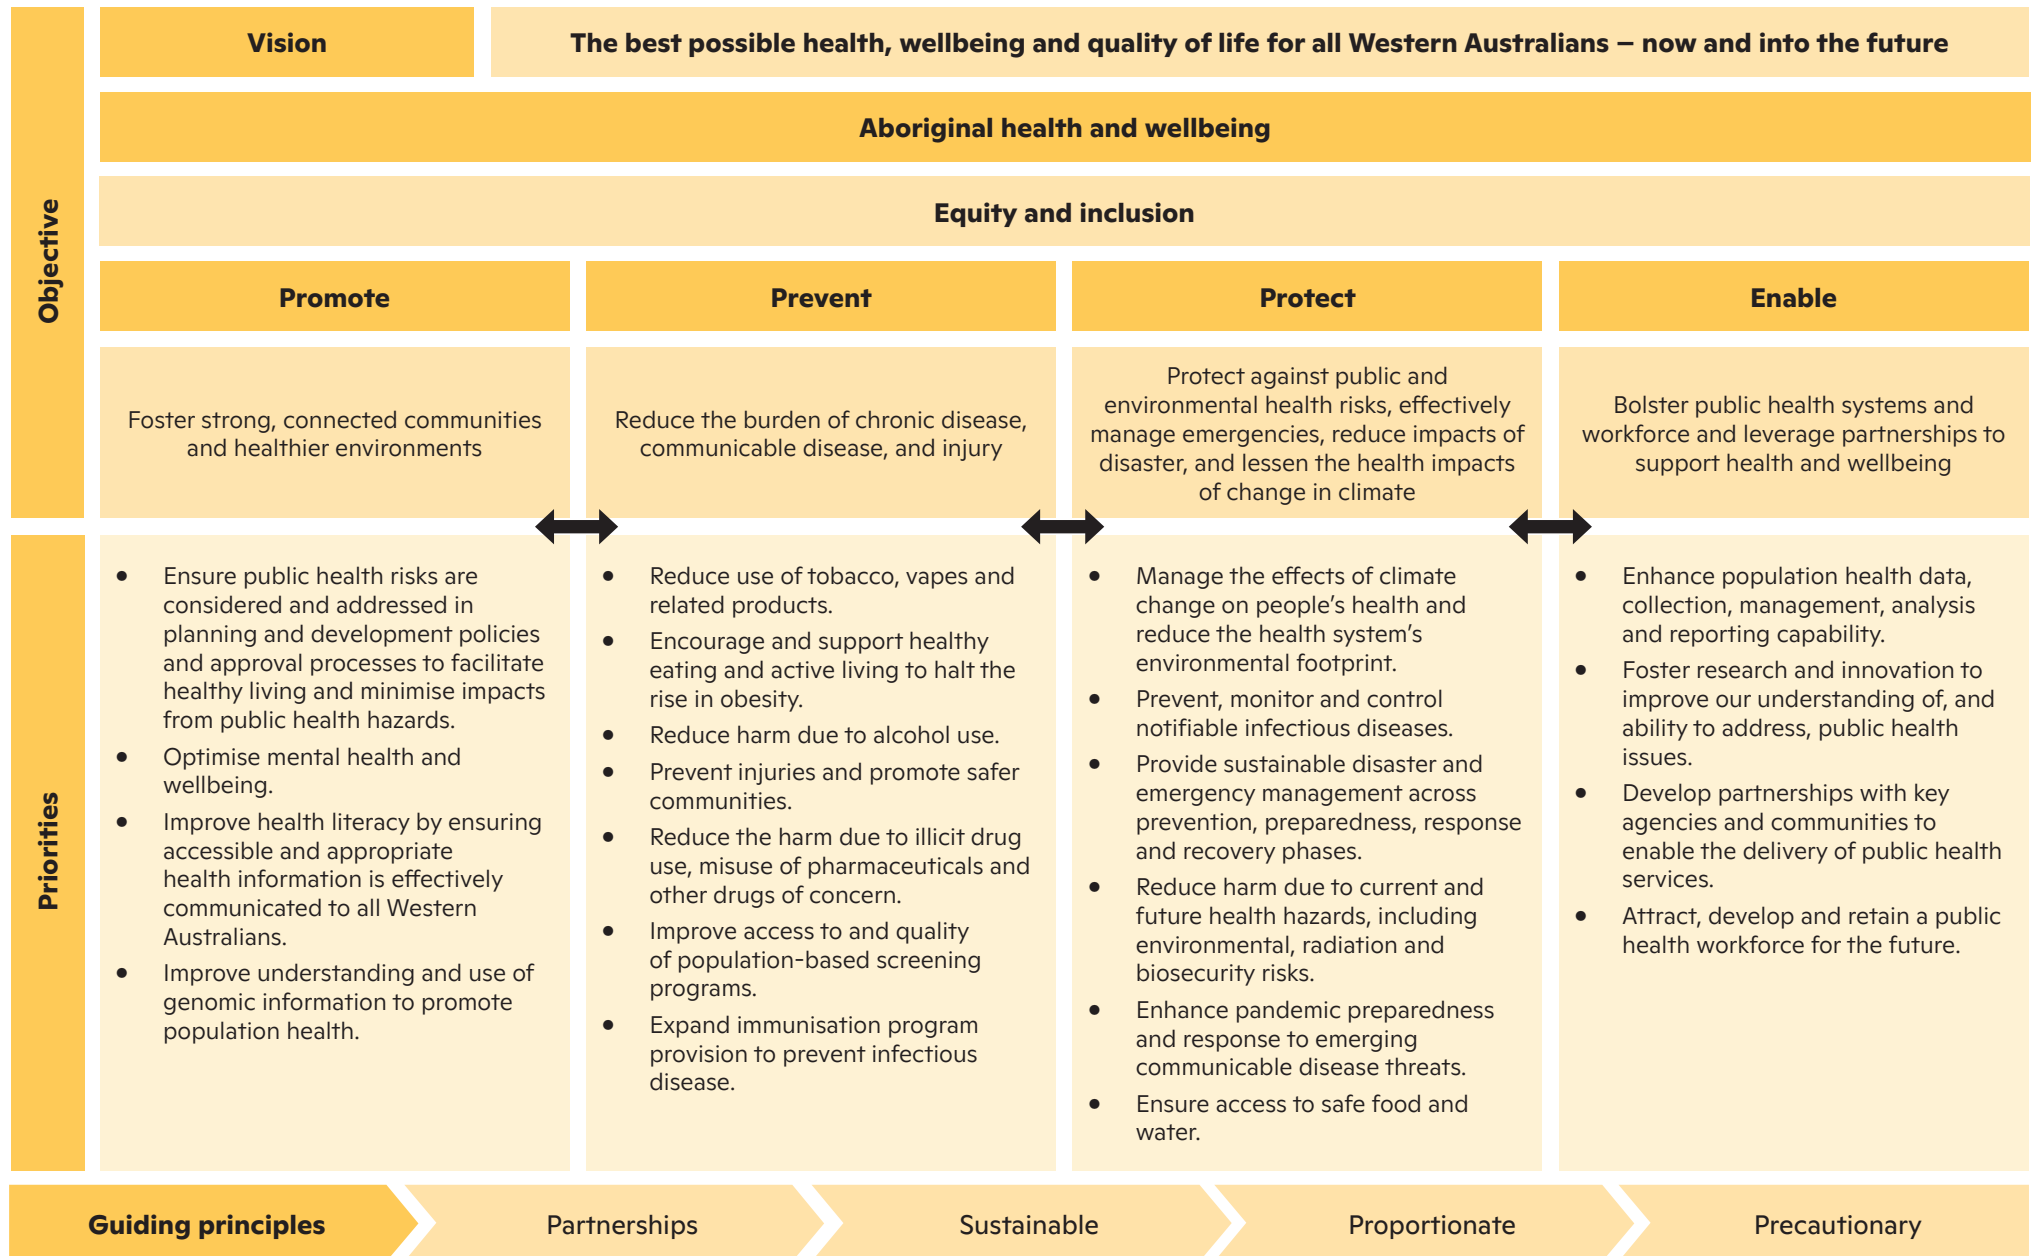 Objective
Vision
The best possible health, wellbeing and quality of life for all Western Australians – now and into the future
Aboriginal health and wellbeing
Equity and inclusion
Promote
Foster strong, connected communities
and healthier environments
Prevent
Reduce the burden of chronic disease,
communicable disease, and injury
Protect
Protect against public and
environmental health risks, effectively
manage emergencies, reduce impacts of
disaster, and lessen the health impacts
of change in climate
Enable
Bolster public health systems and
workforce and leverage partnerships to
support health and wellbeing
Priorities
• Ensure public health risks are
considered and addressed in
planning and development policies
and approval processes to facilitate
healthy living and minimise impacts
from public health hazards.
• Optimise mental health and
wellbeing.
• Improve health literacy by ensuring
accessible and appropriate
health information is effectively
communicated to all Western
Australians.
• Improve understanding and use of
genomic information to promote
population health.
• Reduce use of tobacco, vapes and
related products.
• Encourage and support healthy
eating and active living to halt the
rise in obesity.
• Reduce harm due to alcohol use.
• Prevent injuries and promote safer
communities.
• Reduce the harm due to illicit drug
use, misuse of pharmaceuticals and
other drugs of concern.
• Improve access to and quality
of population-based screening
programs.
• Expand immunisation program
provision to prevent infectious
disease.
• Manage the effects of climate
change on people's health and
reduce the health system's
environmental footprint.
• Prevent, monitor and control
notifiable infectious diseases.
• Provide sustainable disaster and
emergency management across
prevention, preparedness, response
and recovery phases.
• Reduce harm due to current and
future health hazards, including
environmental, radiation and
biosecurity risks.
• Enhance pandemic preparedness
and response to emerging
communicable disease threats.
• Ensure access to safe food and
water.
• Enhance population health data,
collection, management, analysis
and reporting capability.
• Foster research and innovation to
improve our understanding of, and
ability to address, public health
issues.
• Develop partnerships with key
agencies and communities to
enable the delivery of public health
services.
• Attract, develop and retain a public
health workforce for the future.
Guiding principles
Partnerships
Sustainable
Proportionate
Precautionary